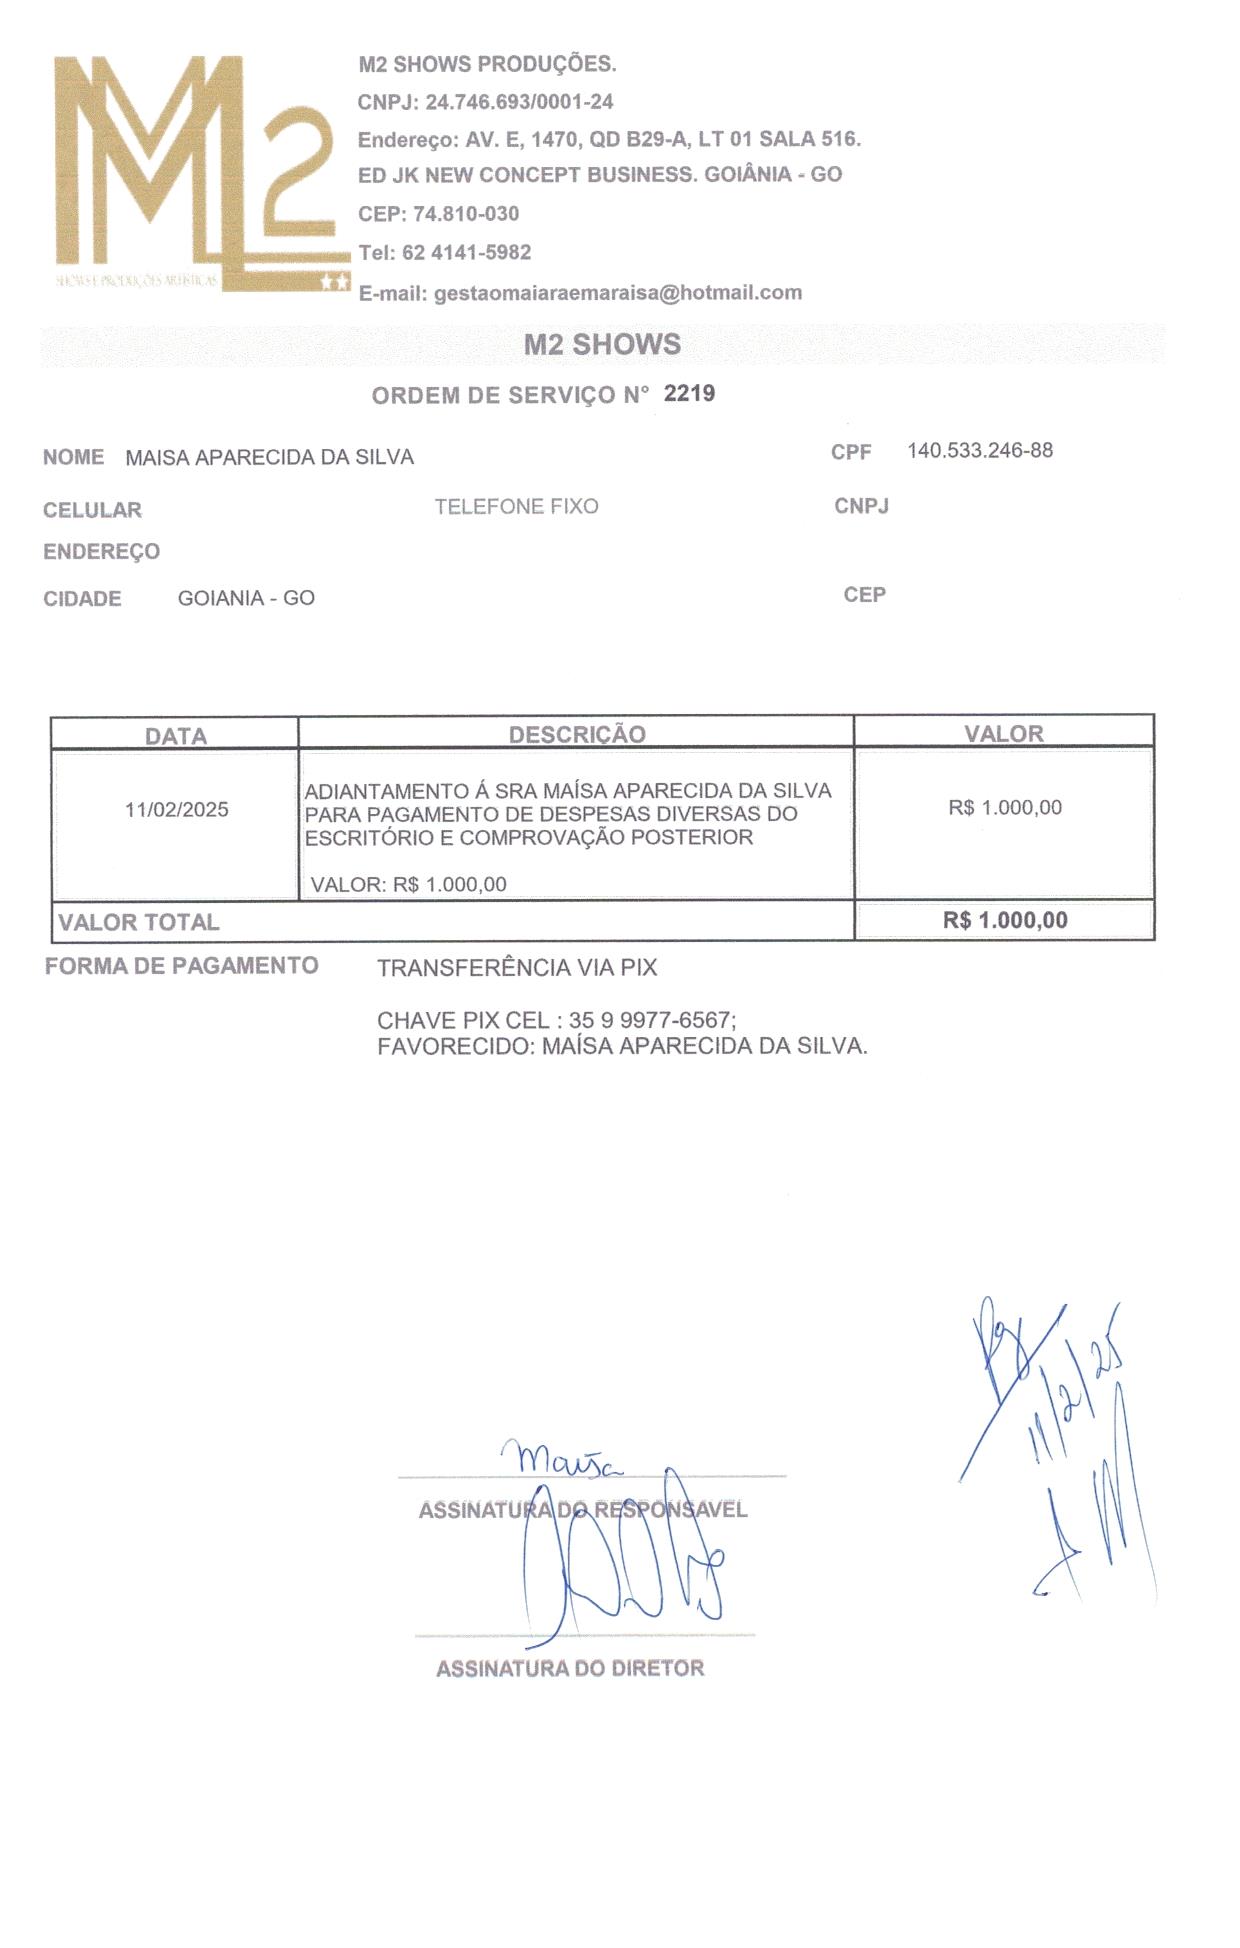 M2 SHOWS PRODUÇÕES.
CNPJ: 24.746.693/0001-24
Endereço: AV. E, 1470, QD B29-A, LT 01 SALA 516.
ED JK NEW CONCEPT BUSINESS. GOIÂNIA - GO
CEP: 74.810-030
Tel: 62 4141-5982
E-mail: gestaomaiaraemaraisa@hotmail.com
M2
SHOWS E PRODUÇÕES ARTÍSTICAS
M2 SHOWS
ORDEM DE SERVIÇO N° 2219
NOME MAISA APARECIDA DA SILVA CPF 140.533.246-88
CELULAR TELEFONE FIXO CNPJ
ENDEREÇO
CIDADE GOIANIA - GO CEP
DATA DESCRIÇÃO VALOR
11/02/2025
ADIANTAMENTO Á SRA MAÍSA APARECIDA DA SILVA
PARA PAGAMENTO DE DESPESAS DIVERSAS DO
ESCRITÓRIO E COMPROVAÇÃO POSTERIOR
VALOR: R$ 1.000,00
R$ 1.000,00
VALOR TOTAL R$ 1.000,00
FORMA DE PAGAMENTO TRANSFERÊNCIA VIA PIX
CHAVE PIX CEL : 35 9 9977-6567;
FAVORECIDO: MAÍSA APARECIDA DA SILVA.
Pg
11/2/25
Maísa
ASSINATURA DO RESPONSAVEL
ASSINATURA DO DIRETOR